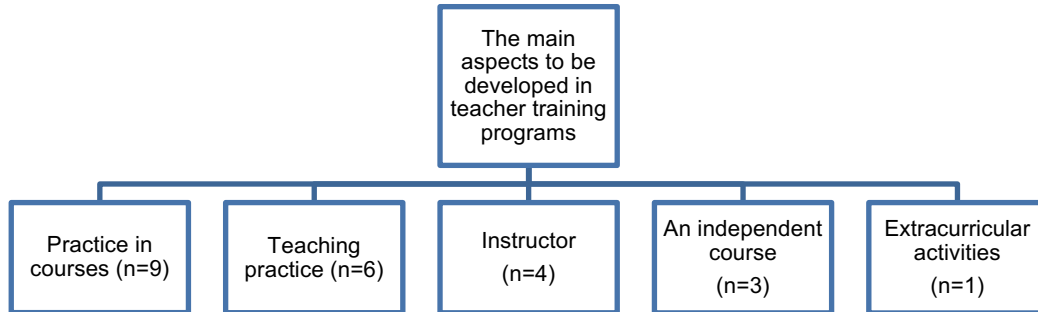 The main
aspects to be
developed in
teacher training
programs
Practice in
courses (n=9)
Teaching
practice (n=6)
Instructor
(n=4)
An independent
course
(n=3)
Extracurricular
activities
(n=1)